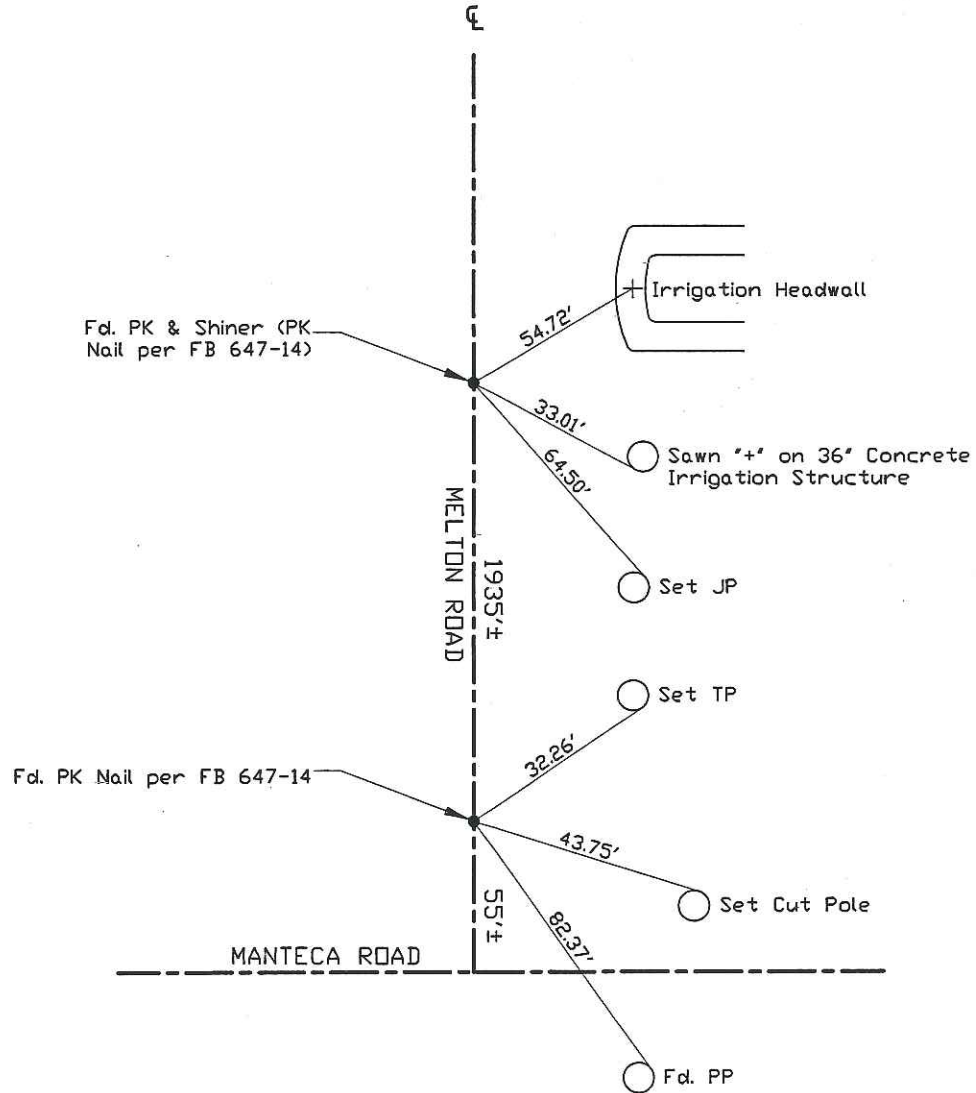 ℄
Irrigation Headwall
54.72'
Fd. PK & Shiner (PK
Nail per FB 647-14)
33.01'
Sawn "+" on 36" Concrete
Irrigation Structure
64.50'
MELTON ROAD
1935'±
Set JP
Set TP
32.26'
Fd. PK Nail per FB 647-14
43.75'
Set Cut Pole
55'±
82.37'
MANTECA ROAD
Fd. PP